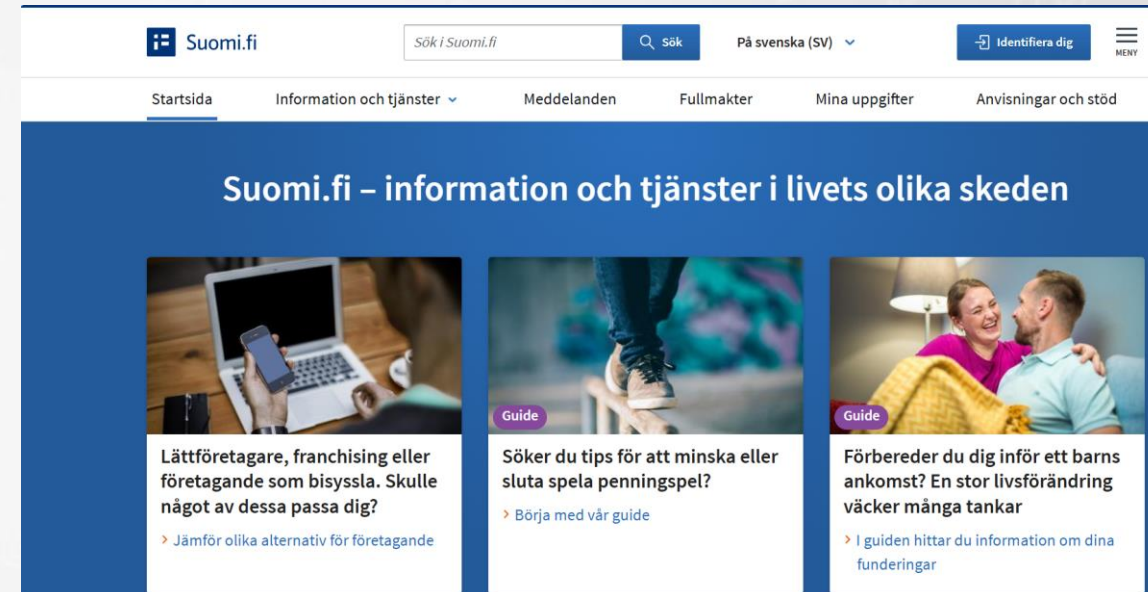 Suomi.fi
Sök i Suomi.fi
Sök
På svenska (SV)
Identifiera dig
MENY
Startsida
Information och tjänster
Meddelanden
Fullmakter
Mina uppgifter
Anvisningar och stöd
Suomi.fi – information och tjänster i livets olika skeden
Lättföretagare, franchising eller
företagande som bisyssla. Skulle
något av dessa passa dig?
Jämför olika alternativ för företagande
Guide
Söker du tips för att minska eller
sluta spela penningspel?
Börja med vår guide
Guide
Förbereder du dig inför ett barns
ankomst? En stor livsförändring
väcker många tankar
I guiden hittar du information om dina
funderingar